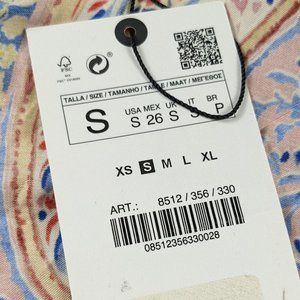 FSC
TALLA / SIZE / TAMANHO / TAILLE / MAAT / ΜΕΓΕΘΟΣ
USA MEX UK IT BR
S S 26 S S P
XS S M L XL
ART.: 8512 / 356 / 330
08512356330028